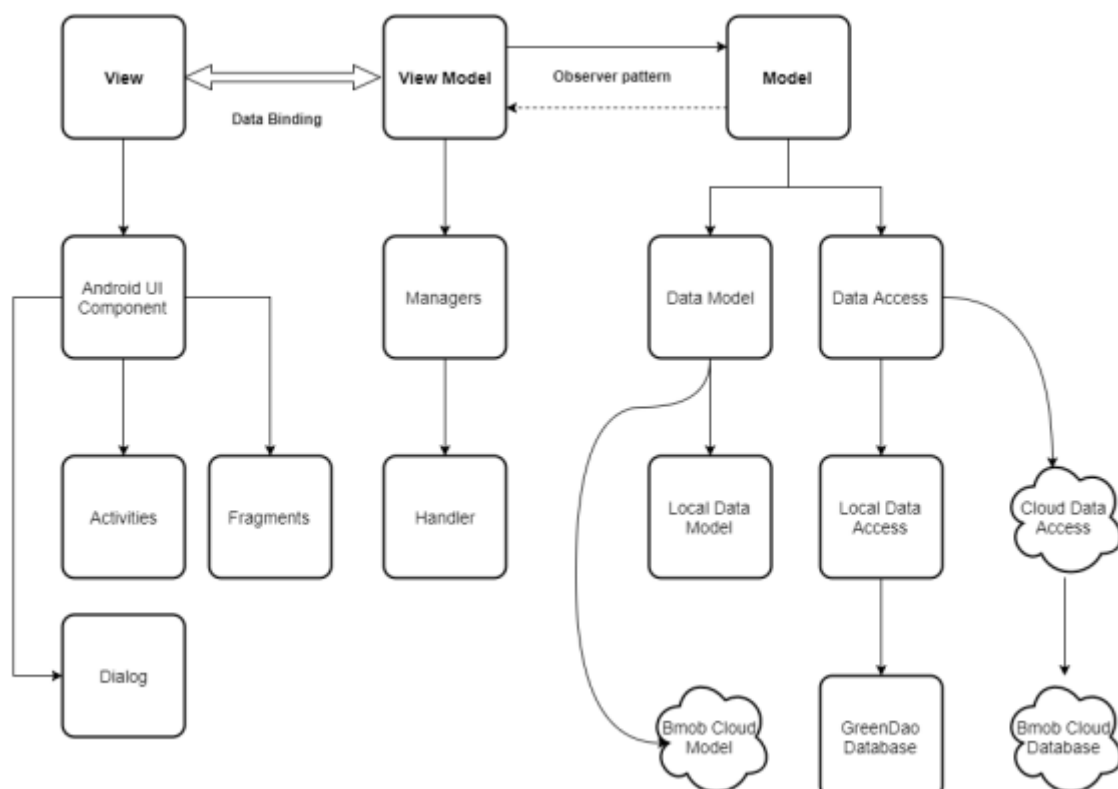 View
View Model
Observer pattern
Model
Data Binding
Android UI
Component
Managers
Data Model
Data Access
Activities
Fragments
Handler
Local Data
Model
Local Data
Access
Cloud Data
Access
Dialog
Bmob Cloud
Model
GreenDao
Database
Bmob Cloud
Database